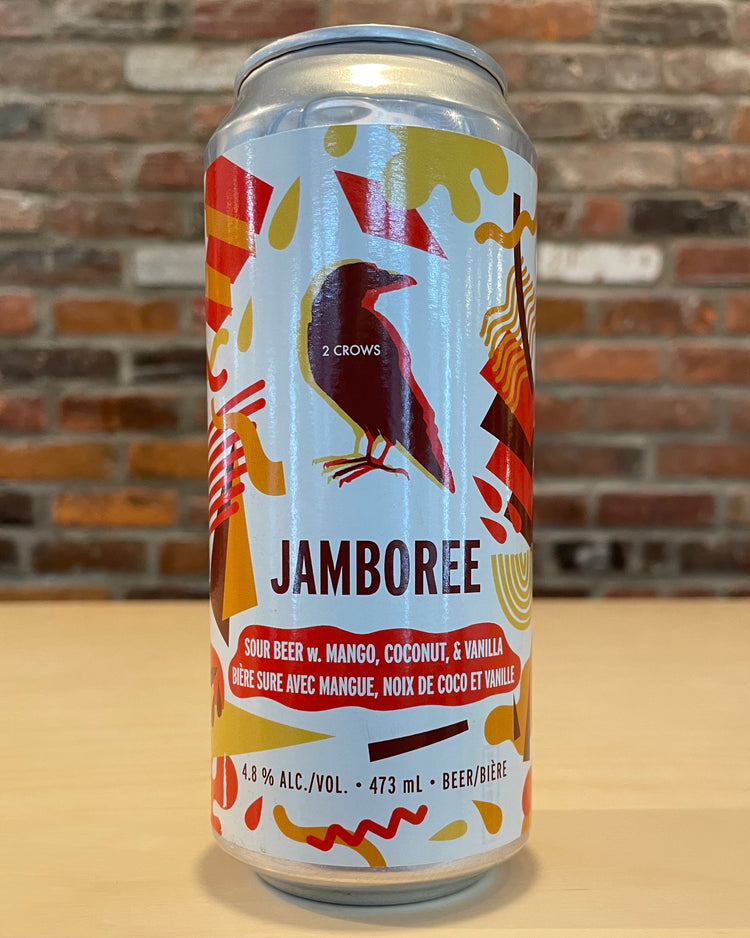 2 CROWS
JAMBOREE
SOUR BEER w. MANGO, COCONUT, & VANILLA
BIÈRE SURE AVEC MANGUE, NOIX DE COCO ET VANILLE
4.8 % ALC./VOL. • 473 mL • BEER/BIÈRE